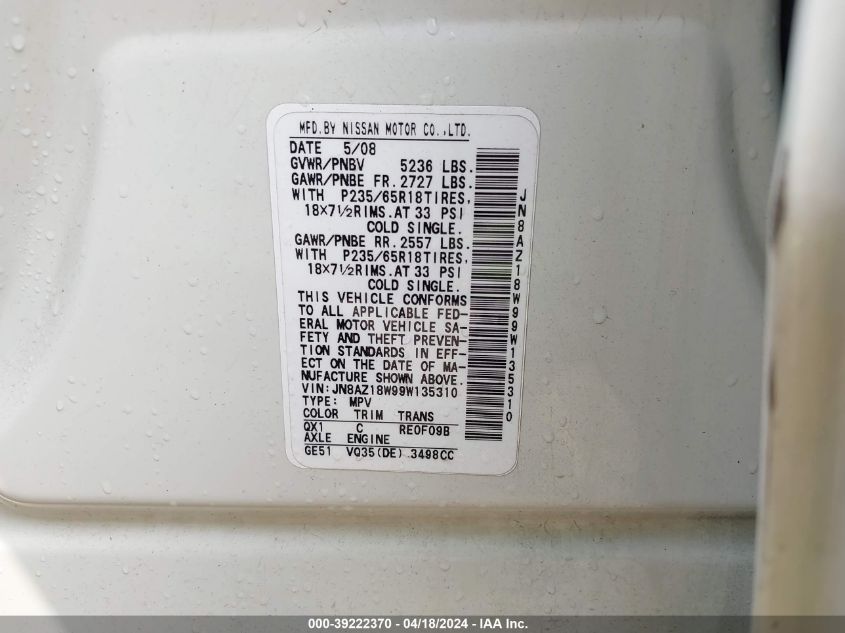 MFD.BY NISSAN MOTOR CO.,LTD.
DATE 5/08
GVWR/PNBV 5236 LBS.
GAWR/PNBE FR. 2727 LBS.
WITH P235/65R18TIRES,
18×7½RIMS.AT 33 PSI
COLD SINGLE.
GAWR/PNBE RR. 2557 LBS.
WITH P235/65R18TIRES,
18×7½RIMS.AT 33 PSI
COLD SINGLE.
THIS VEHICLE CONFORMS
TO ALL APPLICABLE FED-
ERAL MOTOR VEHICLE SA-
FETY AND THEFT PREVEN-
TION STANDARDS IN EFF-
ECT ON THE DATE OF MA-
NUFACTURE SHOWN ABOVE.
VIN:JN8AZ18W99W135310
TYPE: MPV
COLOR TRIM TRANS
QX1 C RE0F09B
AXLE ENGINE
GE51 VQ35(DE) 3498CC
JN8AZ18W99W135310
000-39222370 - 04/18/2024 - IAA Inc.